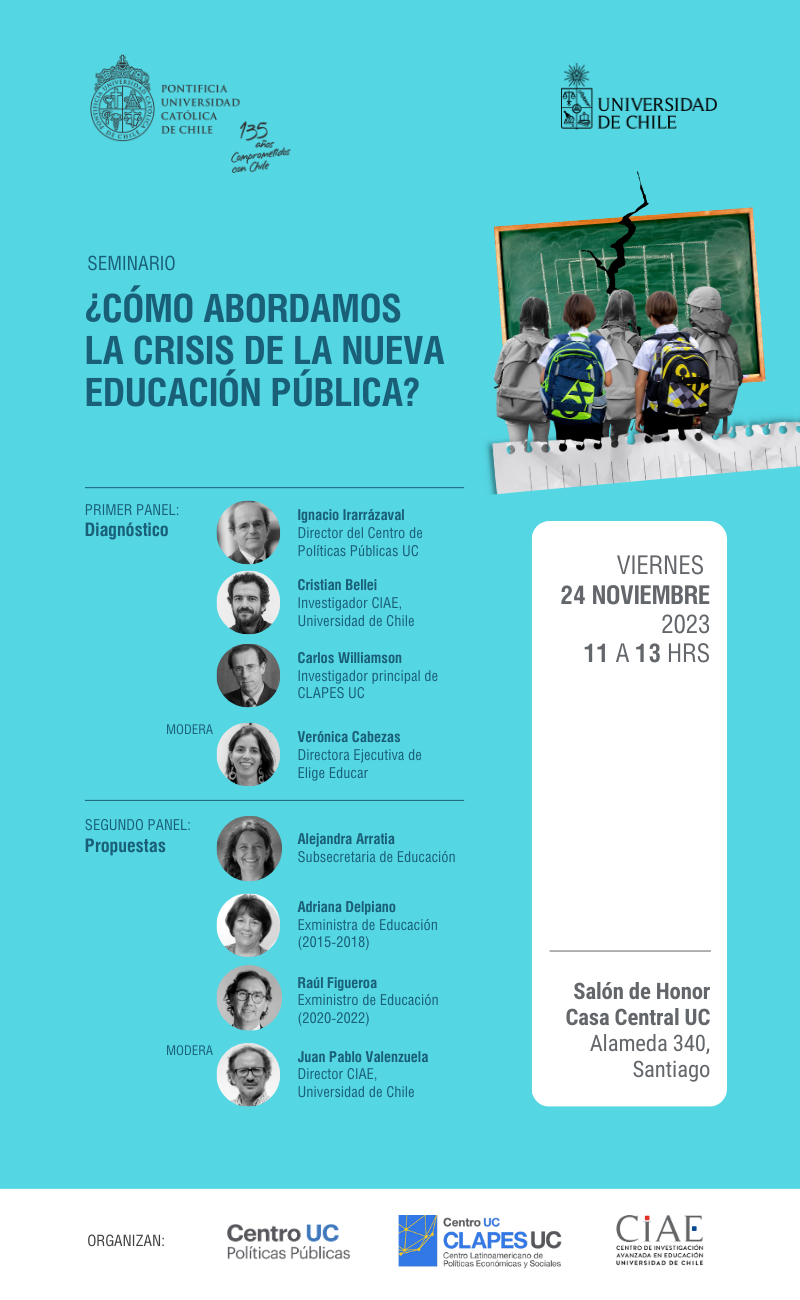 PONTIFICIA
UNIVERSIDAD
CATÓLICA
DE CHILE
135
años
Comprometidos
con Chile
UNIVERSIDAD
DE CHILE
SEMINARIO
¿CÓMO ABORDAMOS
LA CRISIS DE LA NUEVA
EDUCACIÓN PÚBLICA?
PRIMER PANEL:
Diagnóstico
Ignacio Irarrázaval
Director del Centro de
Políticas Públicas UC
Cristian Bellei
Investigador CIAE,
Universidad de Chile
Carlos Williamson
Investigador principal de
CLAPES UC
MODERA
Verónica Cabezas
Directora Ejecutiva de
Elige Educar
SEGUNDO PANEL:
Propuestas
Alejandra Arratia
Subsecretaria de Educación
Adriana Delpiano
Exministra de Educación
(2015-2018)
Raúl Figueroa
Exministro de Educación
(2020-2022)
MODERA
Juan Pablo Valenzuela
Director CIAE,
Universidad de Chile
VIERNES
24 NOVIEMBRE
2023
11 A 13 HRS
Salón de Honor
Casa Central UC
Alameda 340,
Santiago
ORGANIZAN:
Centro UC
Políticas Públicas
Centro UC
CLAPES UC
Centro Latinoamericano de
Políticas Económicas y Sociales
CiAE
CENTRO DE INVESTIGACIÓN
AVANZADA EN EDUCACIÓN
UNIVERSIDAD DE CHILE